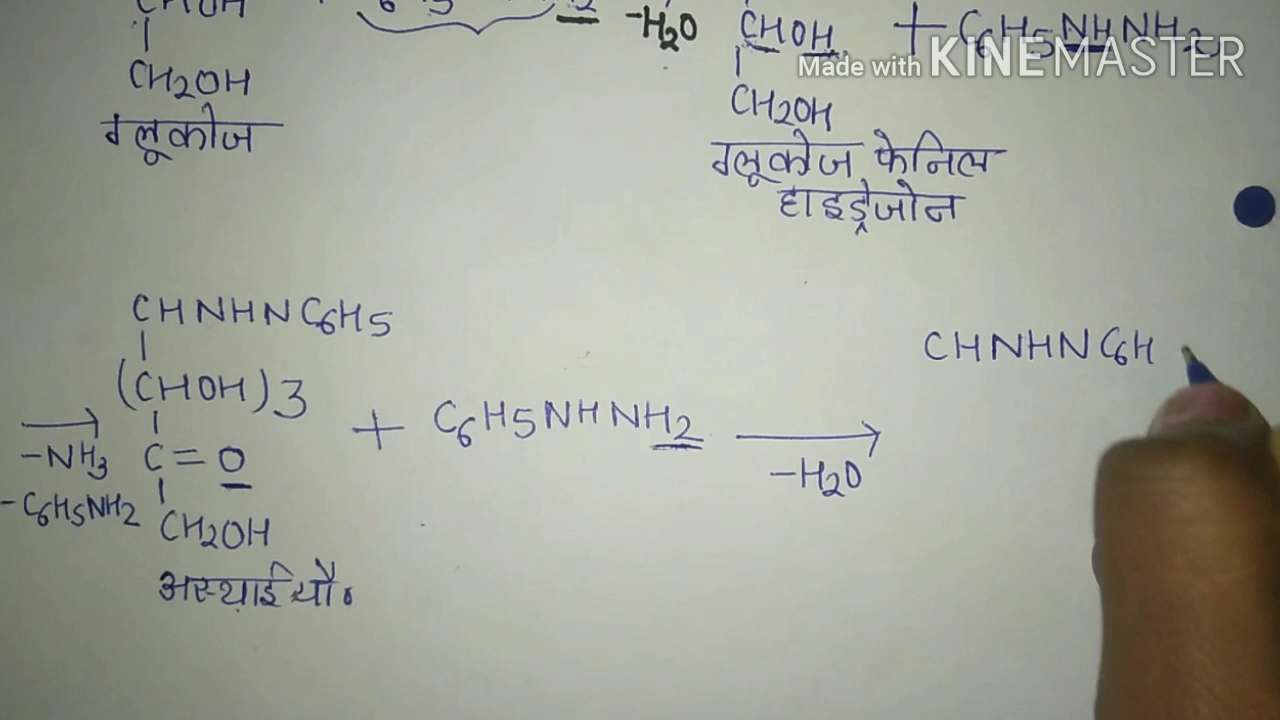 CHOH
-H2O
CHOH + C6H5NHNH2
Made with KINEMASTER
CH2OH
CH2OH
ग्लूकोज
ग्लूकोज फेनिल
हाइड्रेजोन
CHNHNC6H5
CHNHNC6H
(CHOH)3
+ C6H5NHNH2
-NH3
C=O
-H2O
-C6H5NH2
CH2OH
अस्थाई यौ०